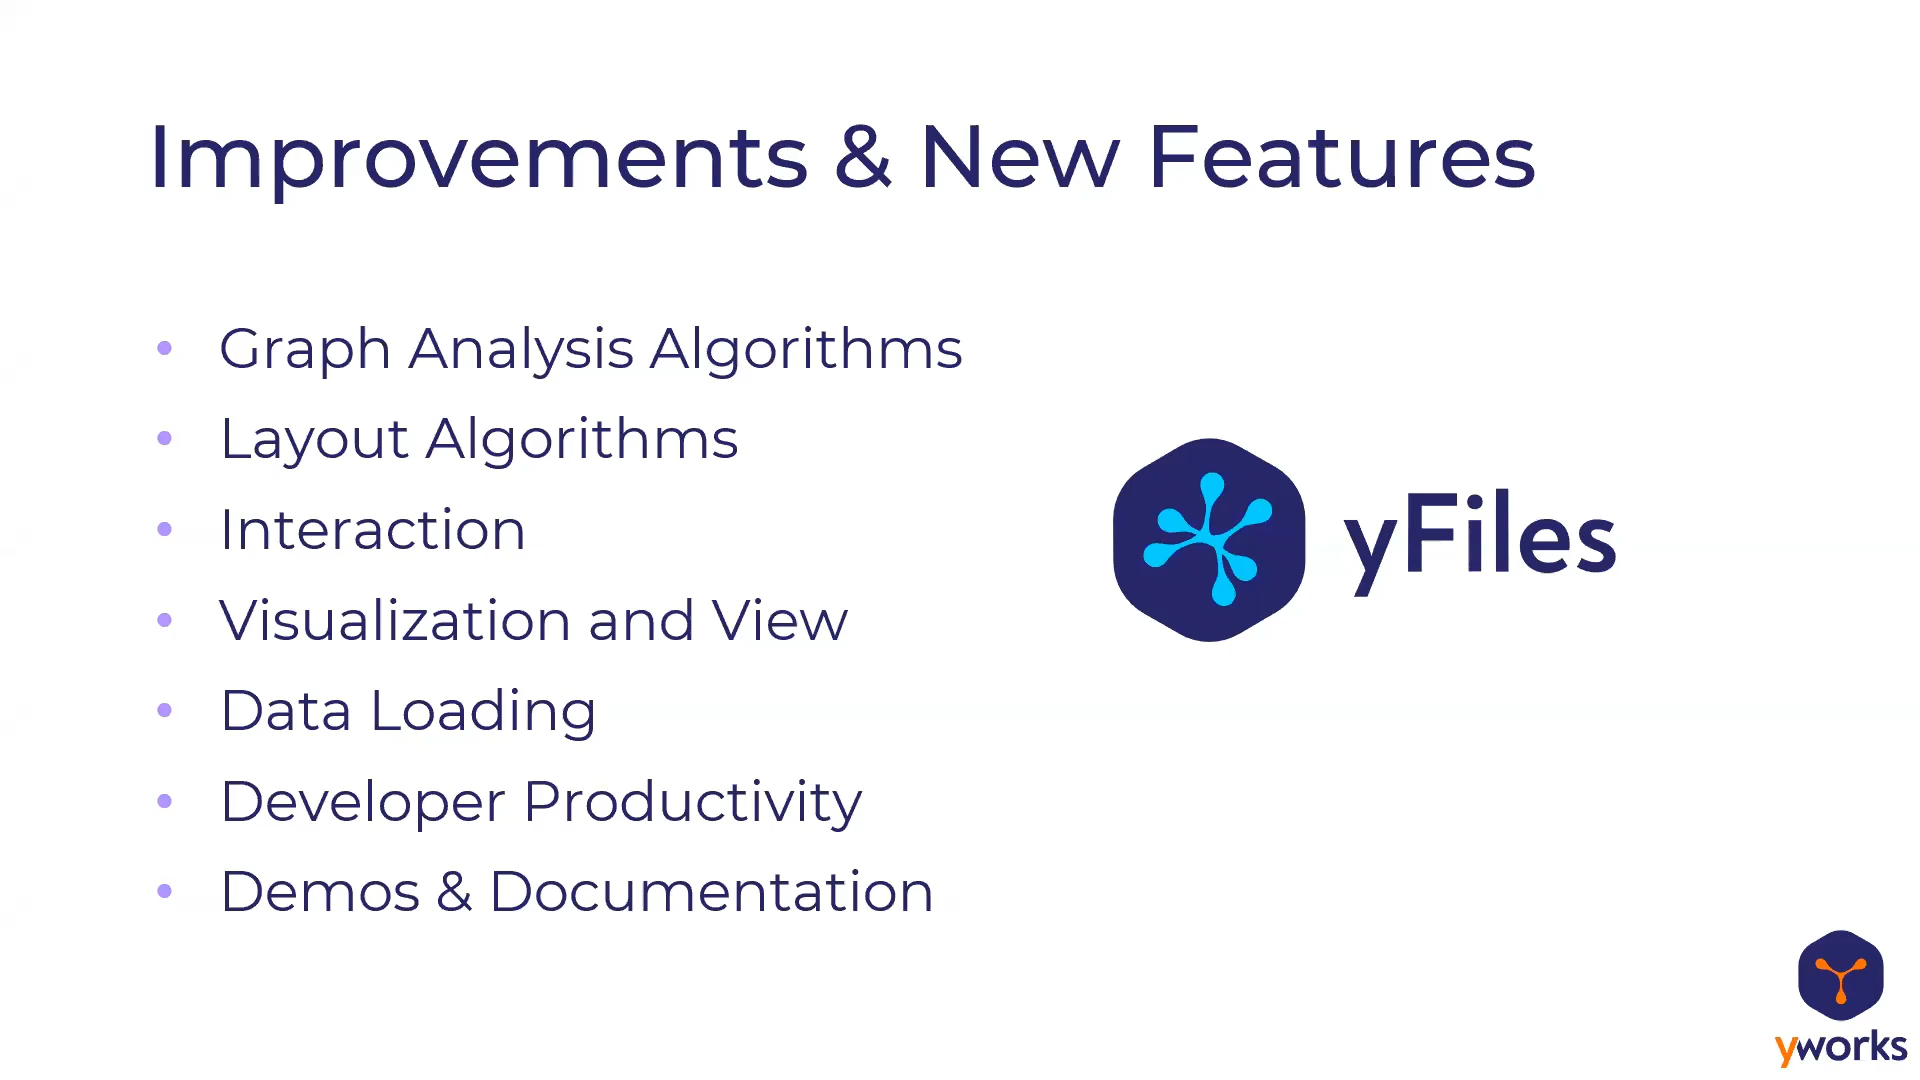 Improvements & New Features
• Graph Analysis Algorithms
• Layout Algorithms
• Interaction
• Visualization and View
• Data Loading
• Developer Productivity
• Demos & Documentation
yFiles
yworks